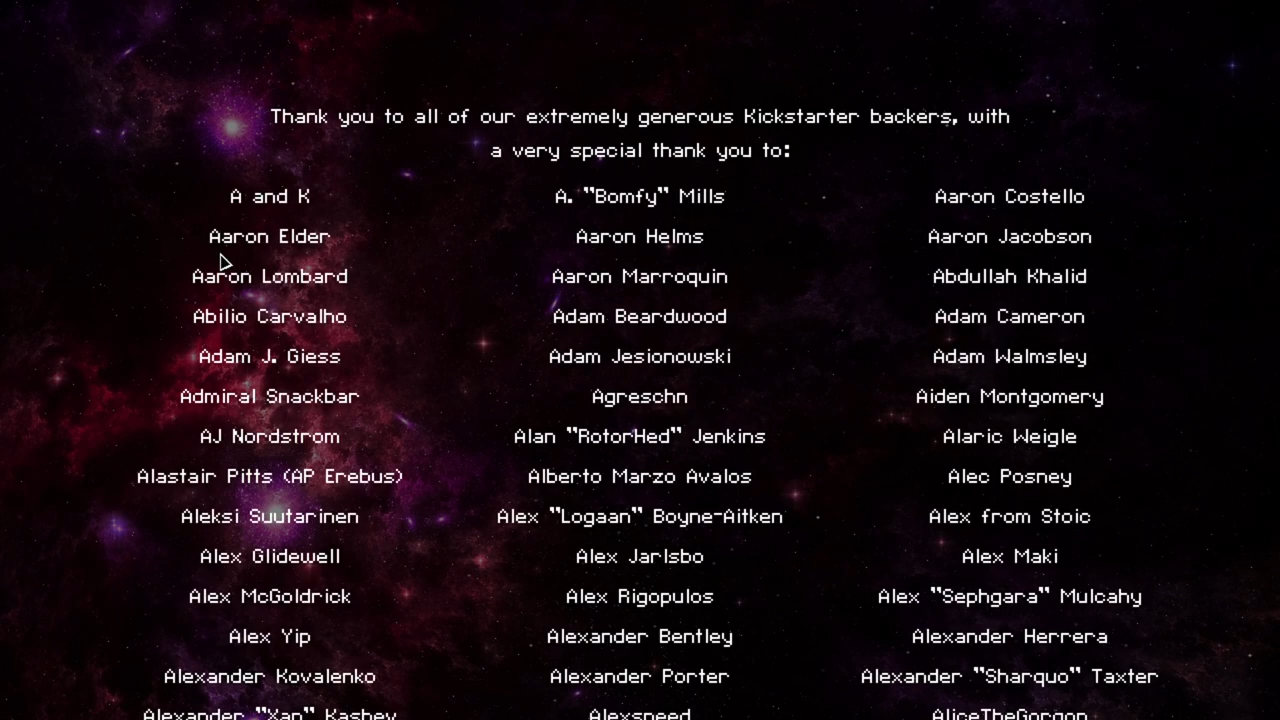 Thank you to all of our extremely generous Kickstarter backers, with
a very special thank you to:
A and K A. "Bomfy" Mills Aaron Costello
Aaron Elder Aaron Helms Aaron Jacobson
Aaron Lombard Aaron Marroquin Abdullah Khalid
Abilio Carvalho Adam Beardwood Adam Cameron
Adam J. Giess Adam Jesionowski Adam Walmsley
Admiral Snackbar Agreschn Aiden Montgomery
AJ Nordstrom Alan "RotorHed" Jenkins Alaric Weigle
Alastair Pitts (AP Erebus) Alberto Marzo Avalos Alec Posney
Aleksi Suutarinen Alex "Logaan" Boyne-Aitken Alex from Stoic
Alex Glidewell Alex Jarlsbo Alex Maki
Alex McGoldrick Alex Rigopulos Alex "Sephgara" Mulcahy
Alex Yip Alexander Bentley Alexander Herrera
Alexander Kovalenko Alexander Porter Alexander "Sharquo" Taxter
Alexander "Xan" Kashev Alexspeed AliceTheGorgon